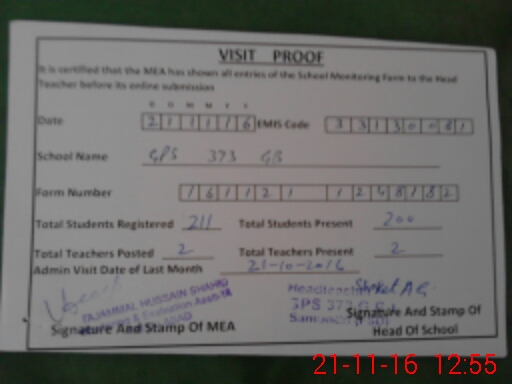 VISIT PROOF
It is certified that the MEA has shown all entries of the School Monitoring Form to the Head
Teacher before its online submission
D D M M Y Y
Date 2 1 1 1 1 6 EMIS Code 3 3 1 3 0 0 8 1
School Name GPS 373 GB
Form Number 1 6 1 1 2 1 1 2 4 8 1 8 2
Total Students Registered 211 Total Students Present 200
Total Teachers Posted 2 Total Teachers Present 2
Admin Visit Date of Last Month 21-10-2016
TAJAMMAL HUSSAIN SHAHID
Headteacher
GPS 373 G.B
Signature And Stamp Of MEA
Signature And Stamp Of
Head Of School
21-11-16 12:55